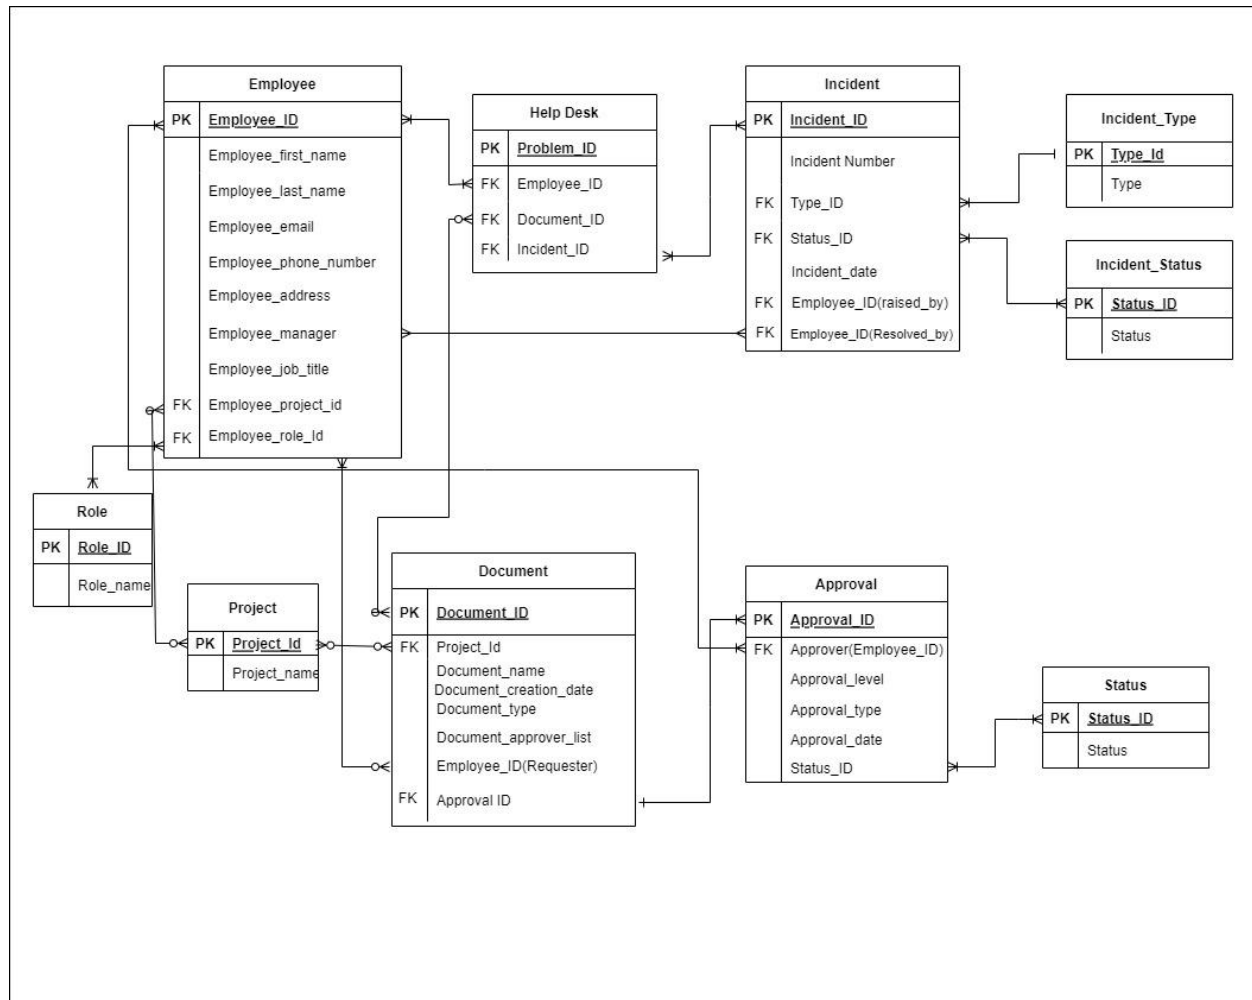 Employee
PK Employee_ID
Employee_first_name
Employee_last_name
Employee_email
Employee_phone_number
Employee_address
Employee_manager
Employee_job_title
FK Employee_project_id
FK Employee_role_Id
Help Desk
PK Problem_ID
FK Employee_ID
FK Document_ID
FK Incident_ID
Incident
PK Incident_ID
Incident Number
FK Type_ID
FK Status_ID
Incident_date
FK Employee_ID(raised_by)
FK Employee_ID(Resolved_by)
Incident_Type
PK Type_Id
Type
Incident_Status
PK Status_ID
Status
Role
PK Role_ID
Role_name
Project
PK Project_Id
Project_name
Document
PK Document_ID
FK Project_Id
Document_name
Document_creation_date
Document_type
Document_approver_list
Employee_ID(Requester)
FK Approval ID
Approval
PK Approval_ID
FK Approver(Employee_ID)
Approval_level
Approval_type
Approval_date
Status_ID
Status
PK Status_ID
Status